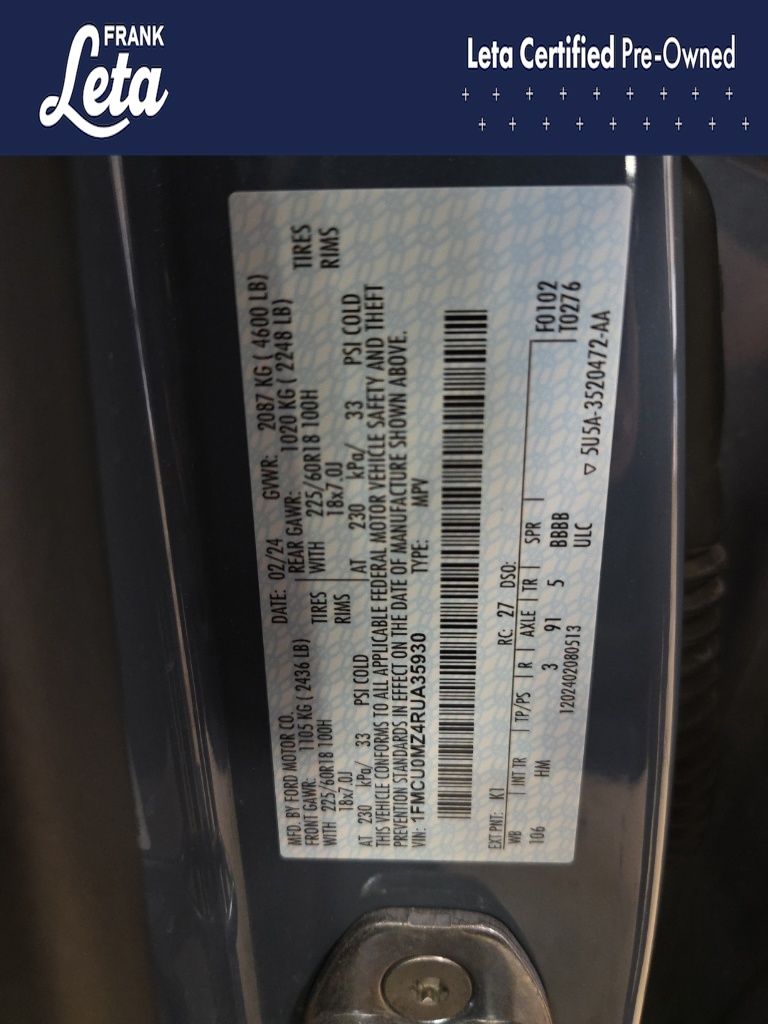 FRANK
Leta
Leta Certified Pre-Owned
MFD. BY FORD MOTOR CO.
DATE: 02/24 GVWR: 2087 KG ( 4600 LB)
FRONT GAWR: 1105 KG ( 2436 LB)
REAR GAWR: 1020 KG ( 2248 LB)
WITH 225/60R18 100H TIRES
18x7.0J RIMS
AT 230 kPa/ 33 PSI COLD
WITH 225/60R18 100H TIRES
18x7.0J RIMS
AT 230 kPa/ 33 PSI COLD
THIS VEHICLE CONFORMS TO ALL APPLICABLE FEDERAL MOTOR VEHICLE SAFETY AND THEFT
PREVENTION STANDARDS IN EFFECT ON THE DATE OF MANUFACTURE SHOWN ABOVE.
VIN: 1FMCU0MZ4RUA35930 TYPE: MPV
EXT PNT: K1 RC: 27 DSO: F0102
WB INT TR TP/PS R AXLE TR SPR T0276
106 HM 3 91 5 BBBB
1202402080513 ULC ▽ 5U5A-3520472-AA